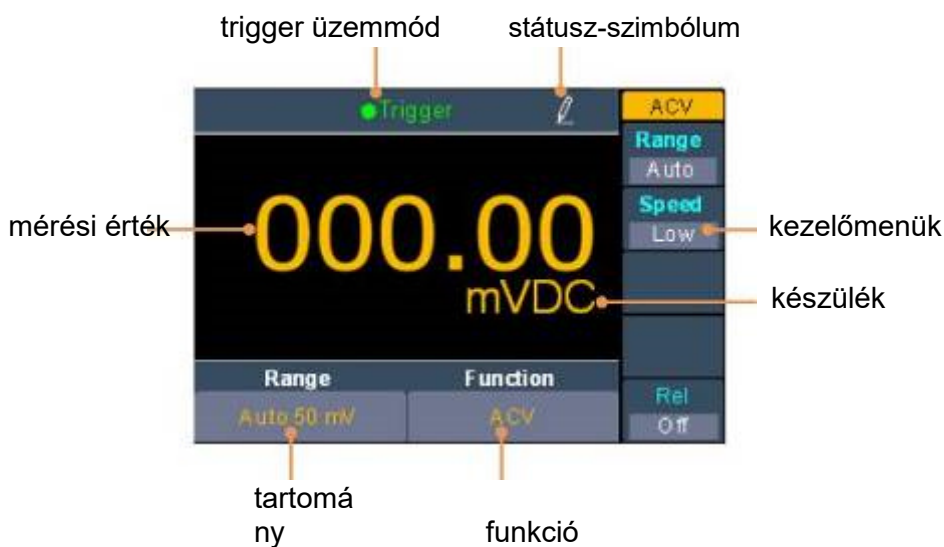 trigger üzemmód státusz-szimbólum
Trigger ACV
Range
Auto
Speed
mérési érték 000.00 Low kezelőmenük
mVDC készülék
Range Function Rel
Auto 50 mV ACV Off
tartomá
ny funkció